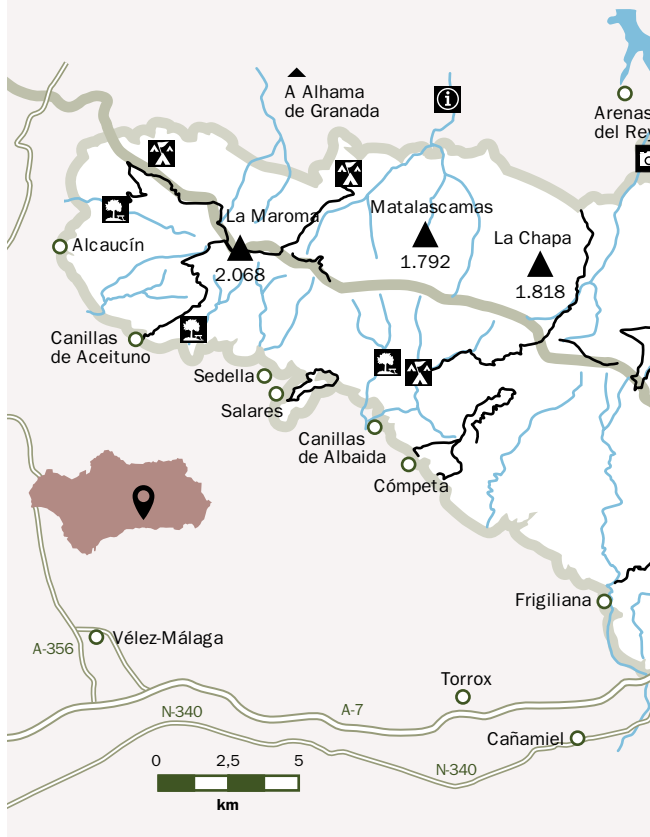 A Alhama
de Granada
Arenas
del Rey
La Maroma
2.068
Matalascamas
1.792
La Chapa
1.818
Alcaucín
Canillas
de Aceituno
Sedella
Salares
Canillas
de Albaida
Cómpeta
Frigiliana
Vélez-Málaga
A-356
Torrox
A-7
N-340
Cañamiel
N-340
0 2,5 5
km